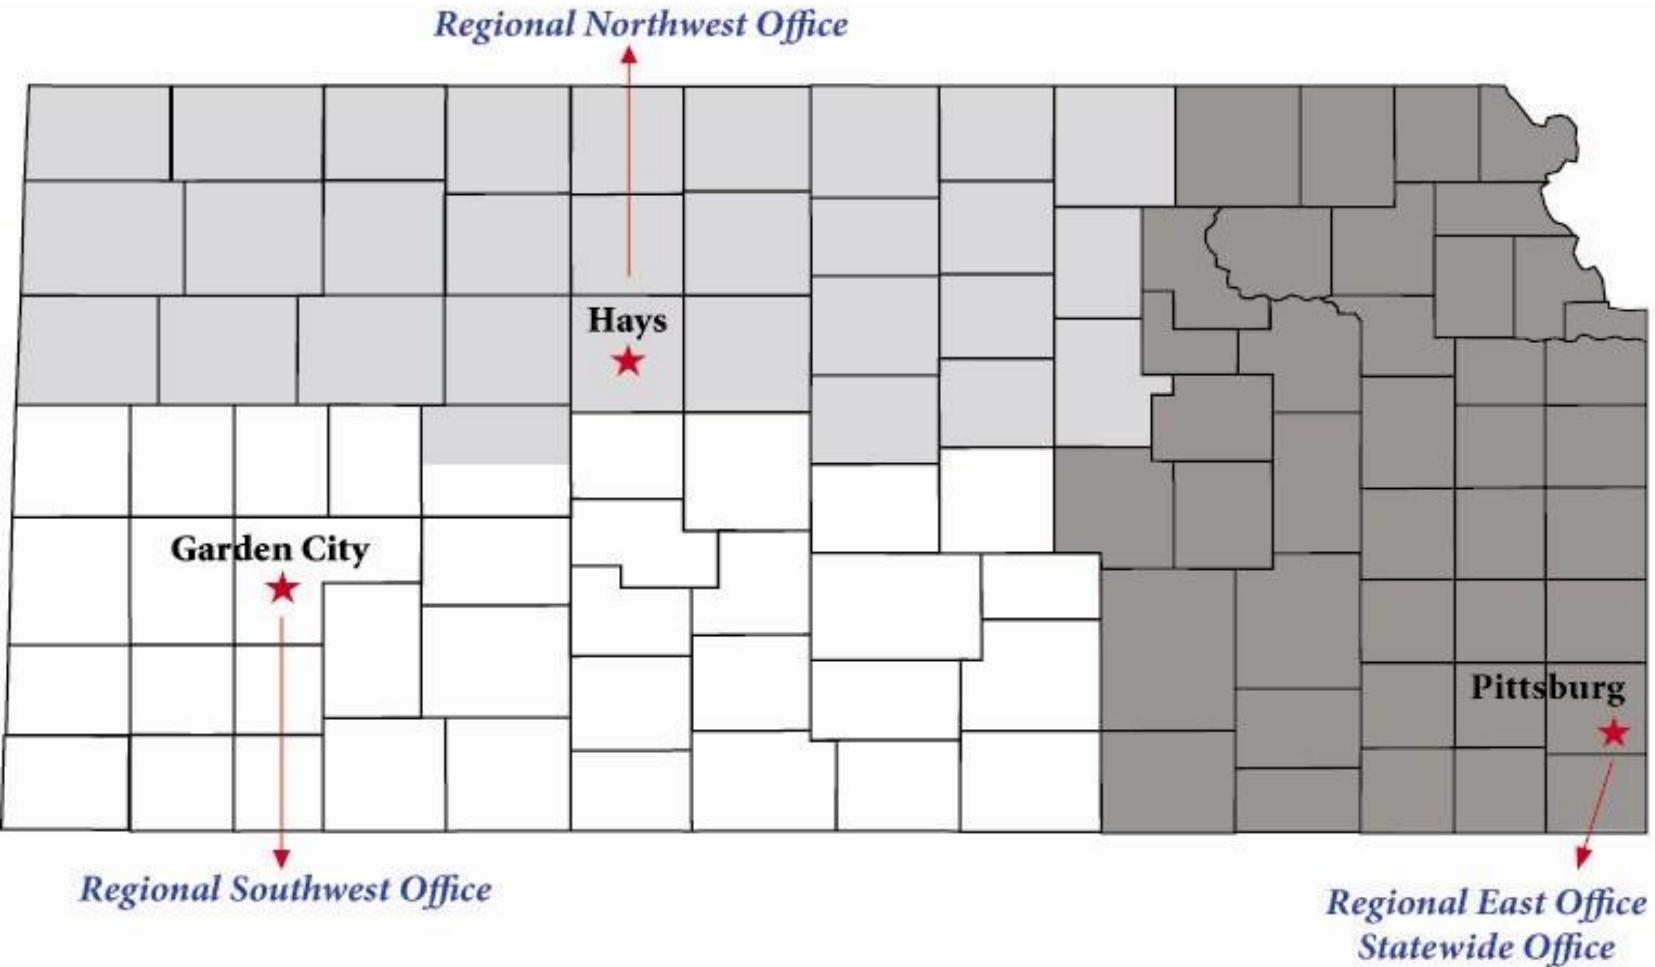 Regional Northwest Office
Hays
Garden City
Pittsburg
Regional Southwest Office
Regional East Office
Statewide Office